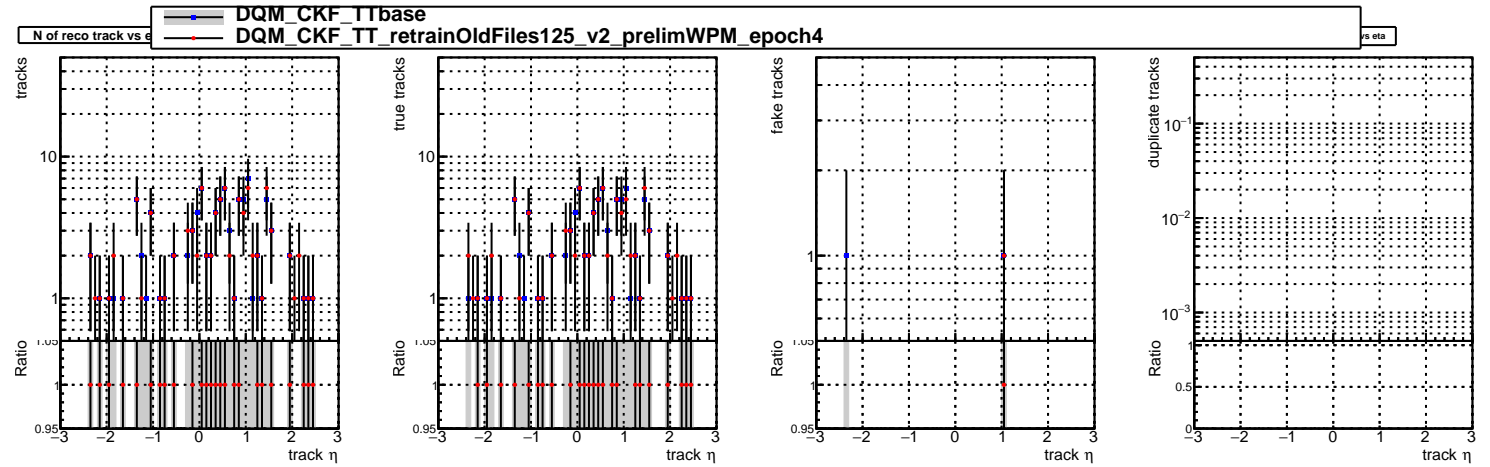 DQM_CKF_TTbase
DQM_CKF_TT_retrainOldFiles125_v2_prelimWPM_epoch4
N of reco track vs e
vs eta
tracks
10
1
Ratio
1.05
1
0.95
−3 −2 −1 0 1 2 3
track η
true tracks
10
1
Ratio
1.05
1
0.95
−3 −2 −1 0 1 2 3
track η
fake tracks
1
Ratio
1.05
1
0.95
−3 −2 −1 0 1 2 3
track η
duplicate tracks
10−1
10−2
10−3
Ratio
1
0.5
0
−3 −2 −1 0 1 2 3
track η